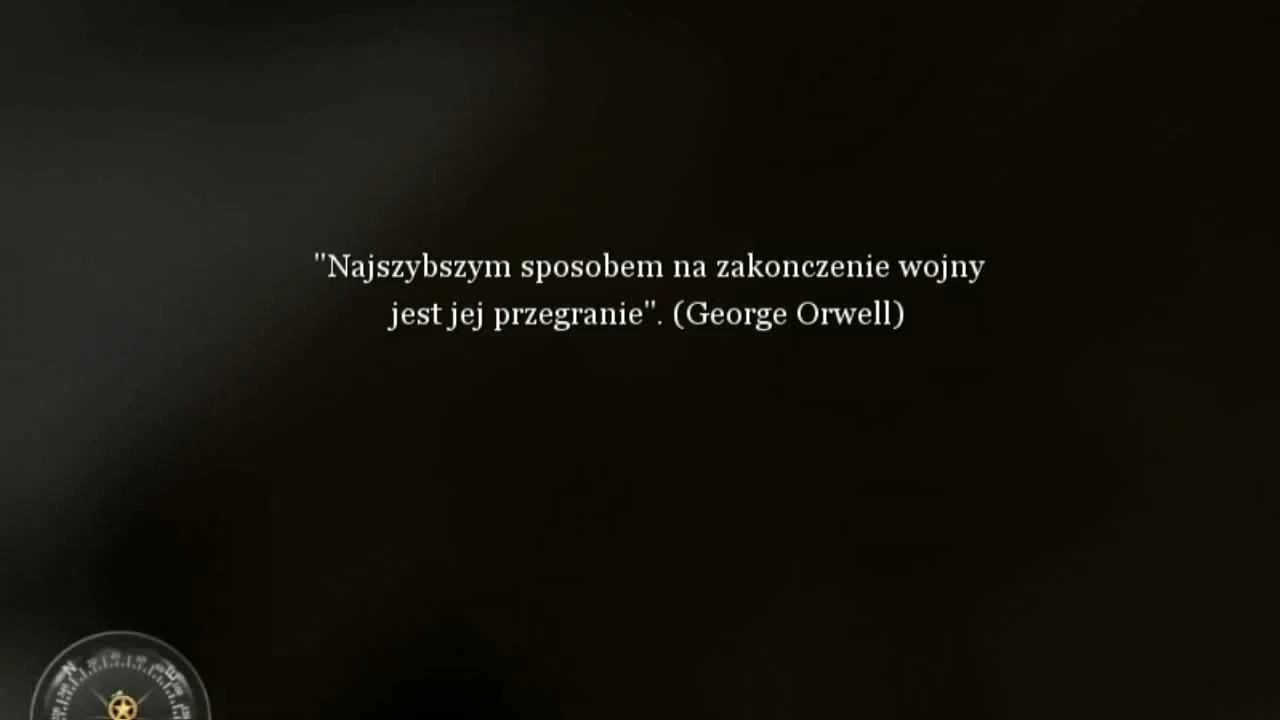 "Najszybszym sposobem na zakonczenie wojny
jest jej przegranie". (George Orwell)
N